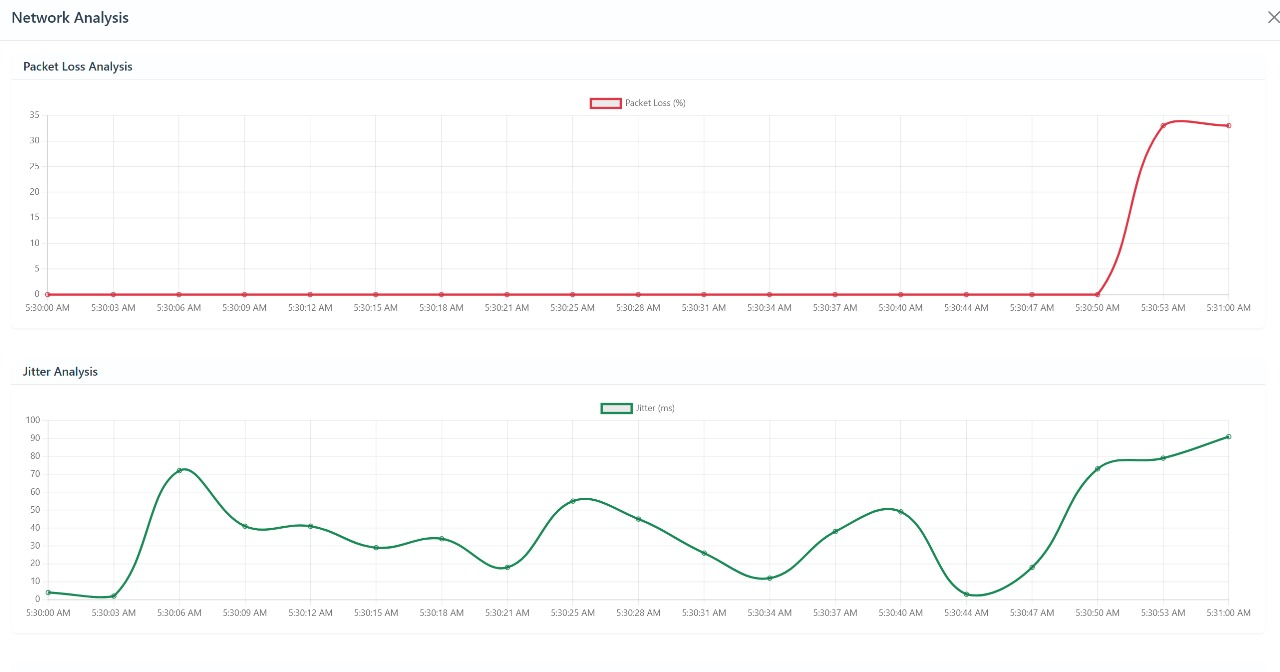 Network Analysis
Packet Loss Analysis
Packet Loss (%)
35
30
25
20
15
10
5
0
5:30:00 AM 5:30:03 AM 5:30:06 AM 5:30:09 AM 5:30:12 AM 5:30:15 AM 5:30:18 AM 5:30:21 AM 5:30:25 AM 5:30:28 AM 5:30:31 AM 5:30:34 AM 5:30:37 AM 5:30:40 AM 5:30:44 AM 5:30:47 AM 5:30:50 AM 5:30:53 AM 5:31:00 AM
Jitter Analysis
Jitter (ms)
100
90
80
70
60
50
40
30
20
10
0
5:30:00 AM 5:30:03 AM 5:30:06 AM 5:30:09 AM 5:30:12 AM 5:30:15 AM 5:30:18 AM 5:30:21 AM 5:30:25 AM 5:30:28 AM 5:30:31 AM 5:30:34 AM 5:30:37 AM 5:30:40 AM 5:30:44 AM 5:30:47 AM 5:30:50 AM 5:30:53 AM 5:31:00 AM